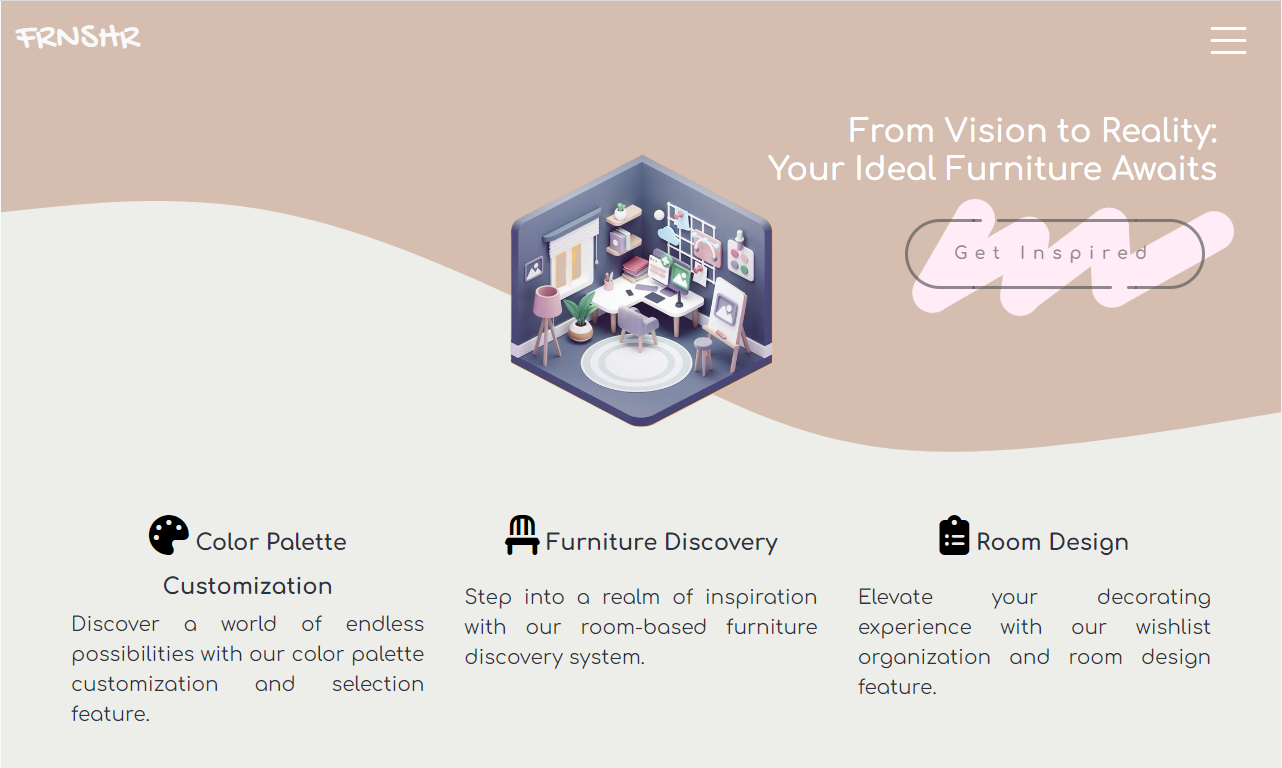 FRNSHR
From Vision to Reality:
Your Ideal Furniture Awaits
Get Inspired
Color Palette
Customization
Discover a world of endless
possibilities with our color palette
customization and selection
feature.
Furniture Discovery
Step into a realm of inspiration
with our room-based furniture
discovery system.
Room Design
Elevate your decorating
experience with our wishlist
organization and room design
feature.